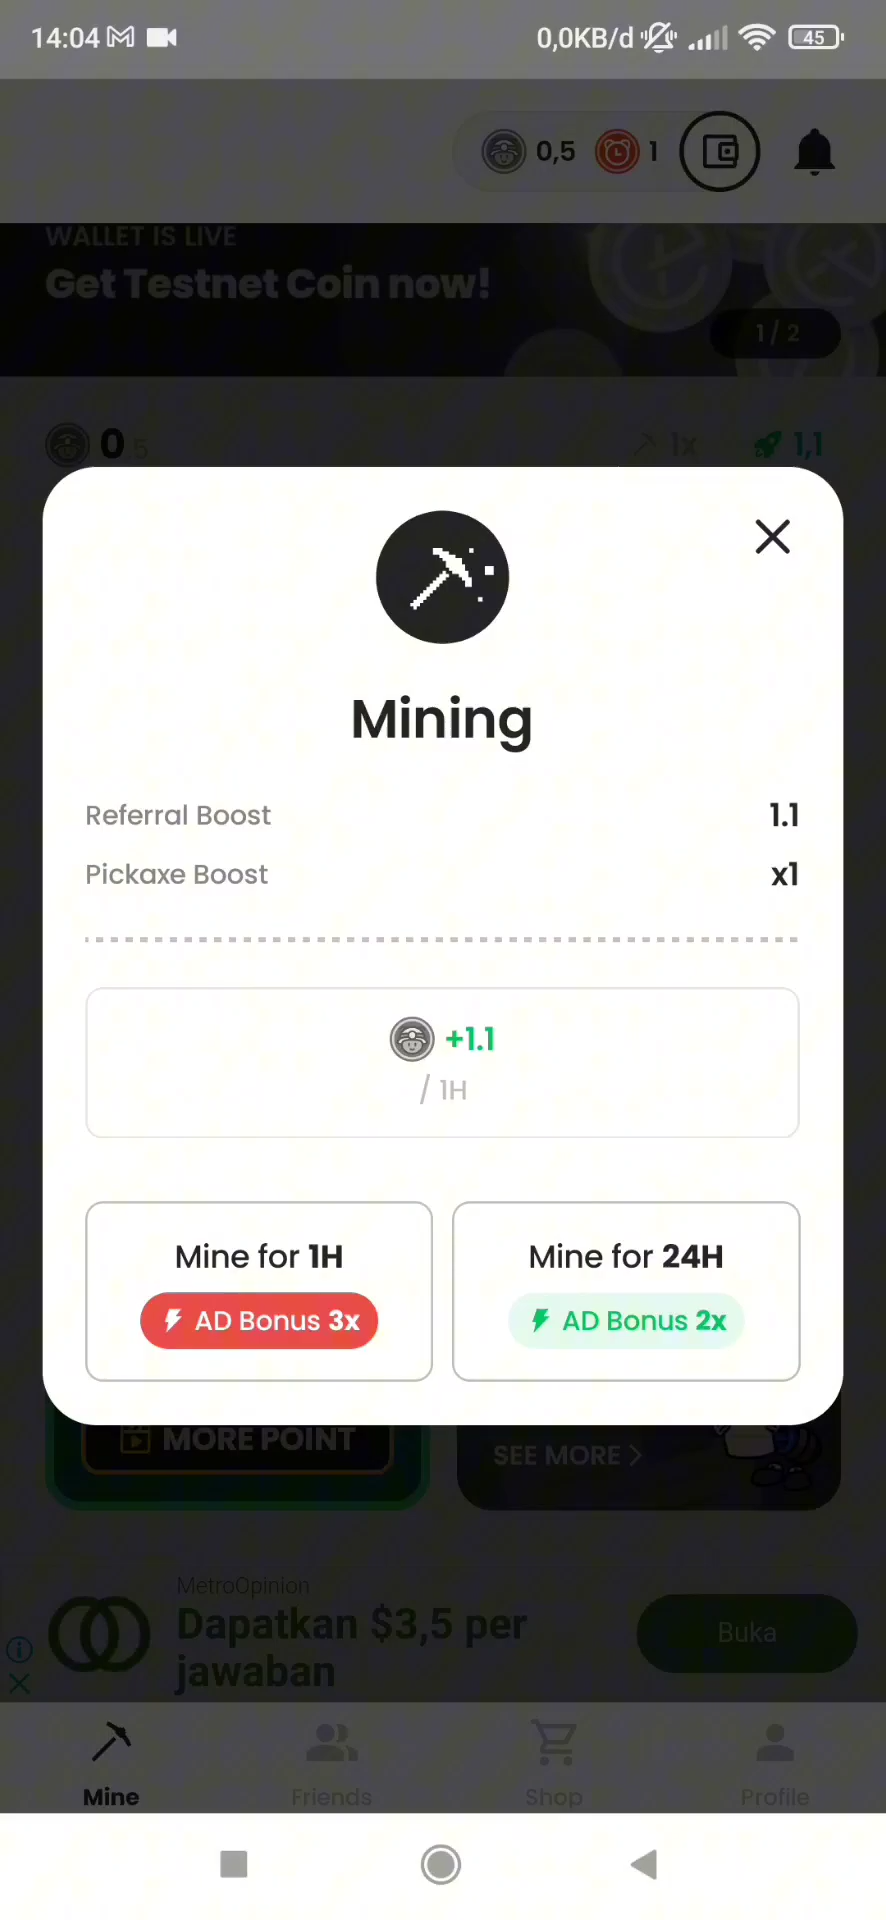 14:04 0,0KB/d 45
0,5 1
WALLET IS LIVE
Get Testnet Coin now!
1 / 2
0 5 1x 1,1
Mining
Referral Boost 1.1
Pickaxe Boost x1
+1.1
/ 1H
Mine for 1H Mine for 24H
AD Bonus 3x AD Bonus 2x
MORE POINT
SEE MORE >
MetroOpinion
Dapatkan $3,5 per
jawaban
Buka
Mine Friends Shop Profile